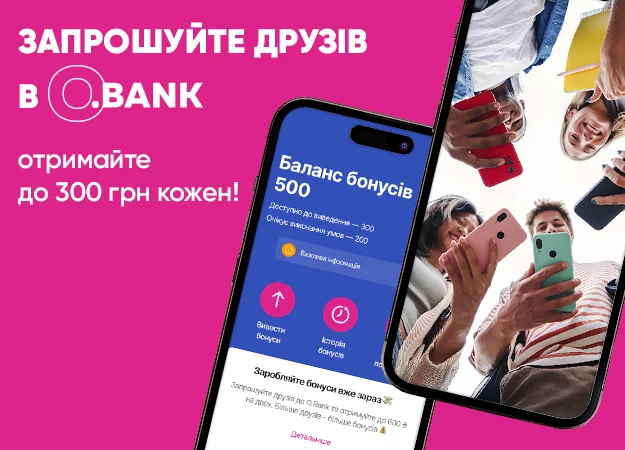 ЗАПРОШУЙТЕ ДРУЗІВ
В O.BANK
отримайте
до 300 грн кожен!
Баланс бонусів
500
Доступно до виведення — 300
Очікує виконання умов — 200
Важлива інформація
Вивести
бонуси
Історія
бонусів
Заробляйте бонуси вже зараз 💸
Запрошуйте друзів до O.Bank та отримуйте до 600 ₴
на двох. Більше друзів - більше бонусів 💰
Детальніше